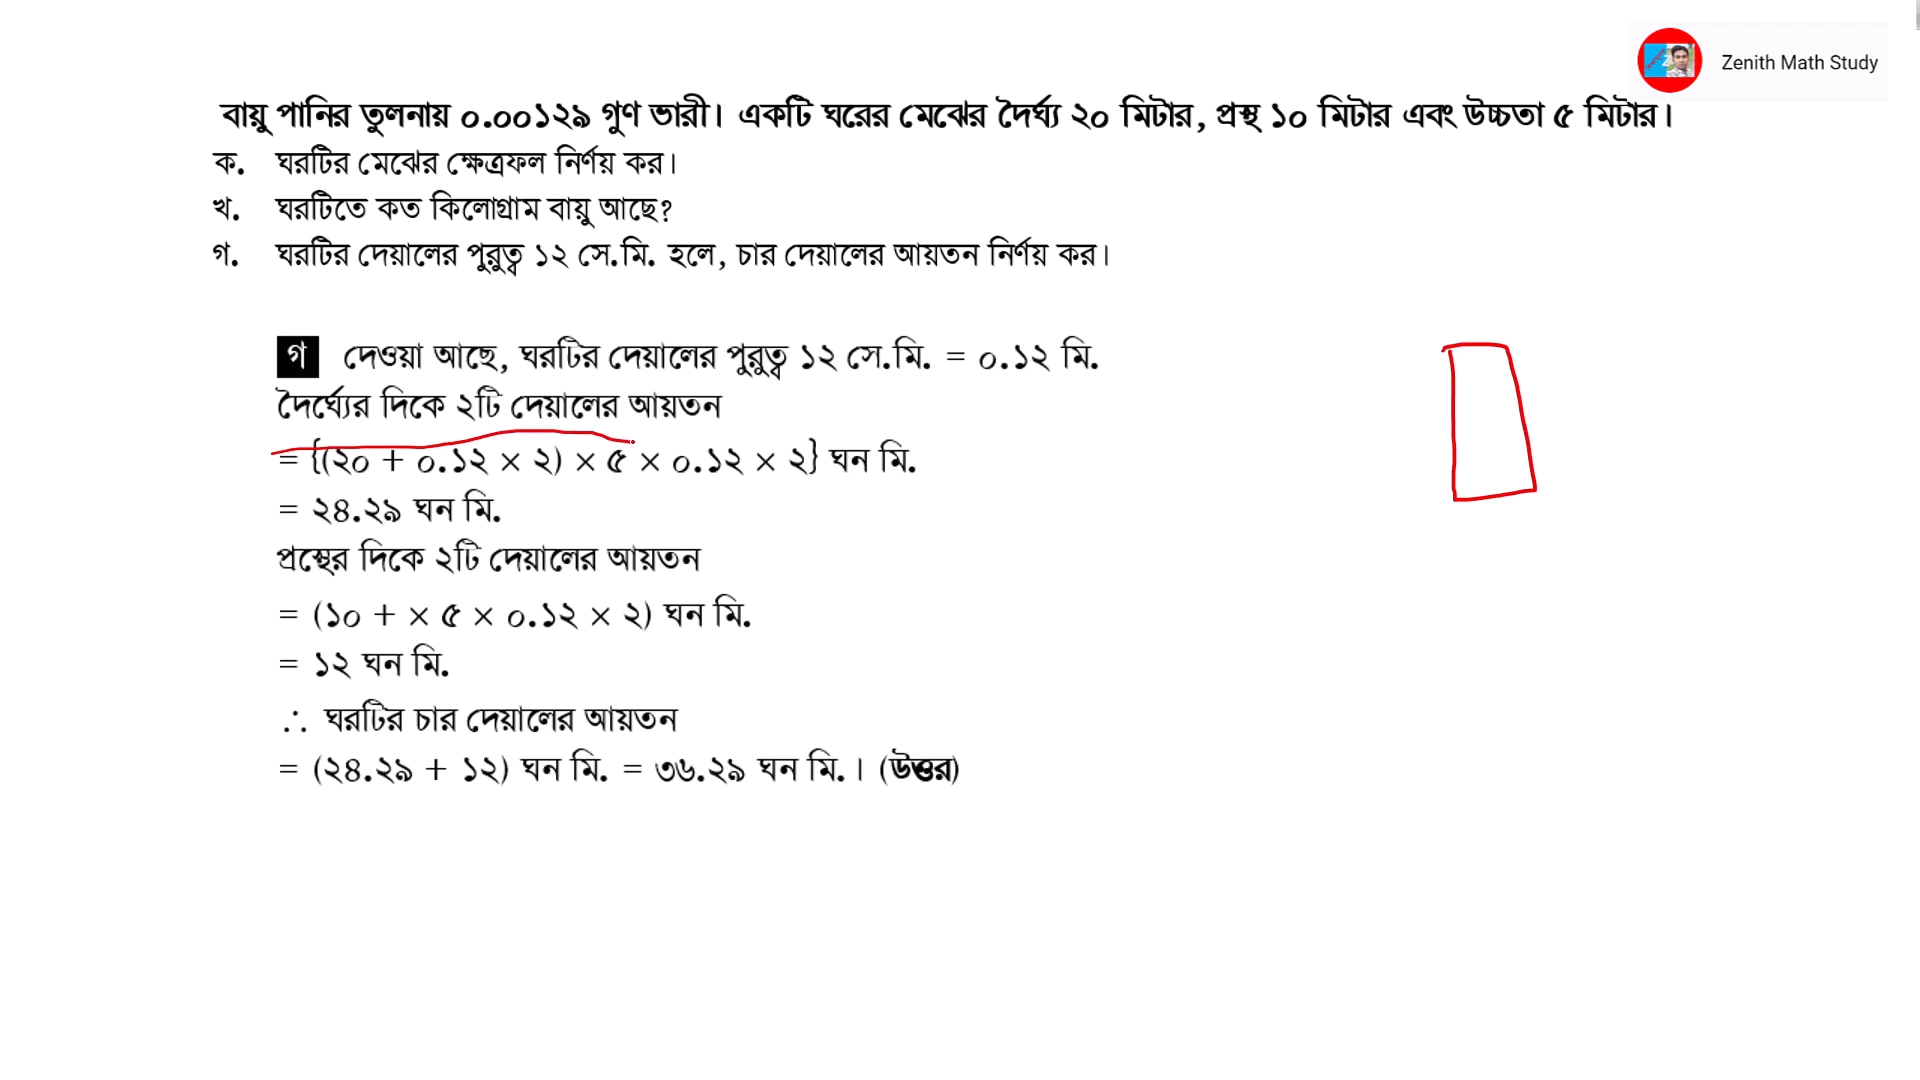 Zenith Math Study
বায়ু পানির তুলনায় ০.০০১২৯ গুণ ভারী। একটি ঘরের মেঝের দৈর্ঘ্য ২০ মিটার, প্রস্থ ১০ মিটার এবং উচ্চতা ৫ মিটার।
ক. ঘরটির মেঝের ক্ষেত্রফল নির্ণয় কর।
খ. ঘরটিতে কত কিলোগ্রাম বায়ু আছে?
গ. ঘরটির দেয়ালের পুরুত্ব ১২ সে.মি. হলে, চার দেয়ালের আয়তন নির্ণয় কর।
গ দেওয়া আছে, ঘরটির দেয়ালের পুরুত্ব ১২ সে.মি. = ০.১২ মি.
দৈর্ঘ্যের দিকে ২টি দেয়ালের আয়তন
= {(২০ + ০.১২ × ২) × ৫ × ০.১২ × ২} ঘন মি.
= ২৪.২৯ ঘন মি.
প্রস্থের দিকে ২টি দেয়ালের আয়তন
= (১০ + × ৫ × ০.১২ × ২) ঘন মি.
= ১২ ঘন মি.
∴ ঘরটির চার দেয়ালের আয়তন
= (২৪.২৯ + ১২) ঘন মি. = ৩৬.২৯ ঘন মি.। (উত্তর)